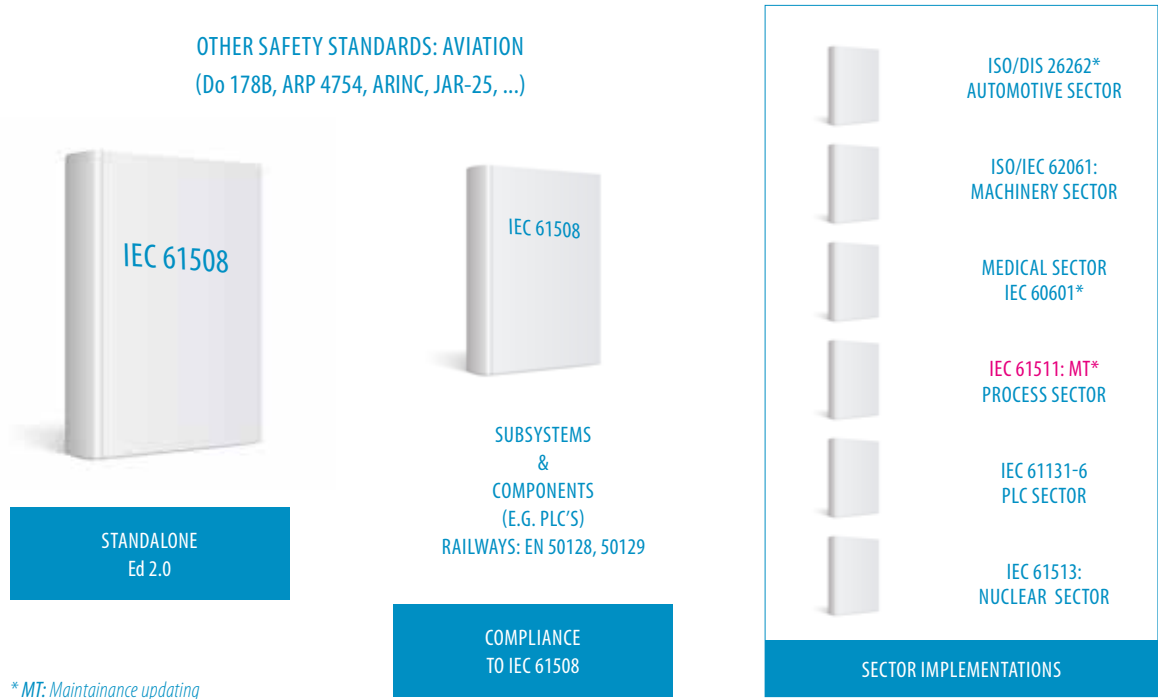 OTHER SAFETY STANDARDS: AVIATION
(Do 178B, ARP 4754, ARINC, JAR-25, ...)
IEC 61508
STANDALONE
Ed 2.0
* MT: Maintainance updating
IEC 61508
SUBSYSTEMS
&
COMPONENTS
(E.G. PLC'S)
RAILWAYS: EN 50128, 50129
COMPLIANCE
TO IEC 61508
ISO/DIS 26262*
AUTOMOTIVE SECTOR
ISO/IEC 62061:
MACHINERY SECTOR
MEDICAL SECTOR
IEC 60601*
IEC 61511: MT*
PROCESS SECTOR
IEC 61131-6
PLC SECTOR
IEC 61513:
NUCLEAR SECTOR
SECTOR IMPLEMENTATIONS